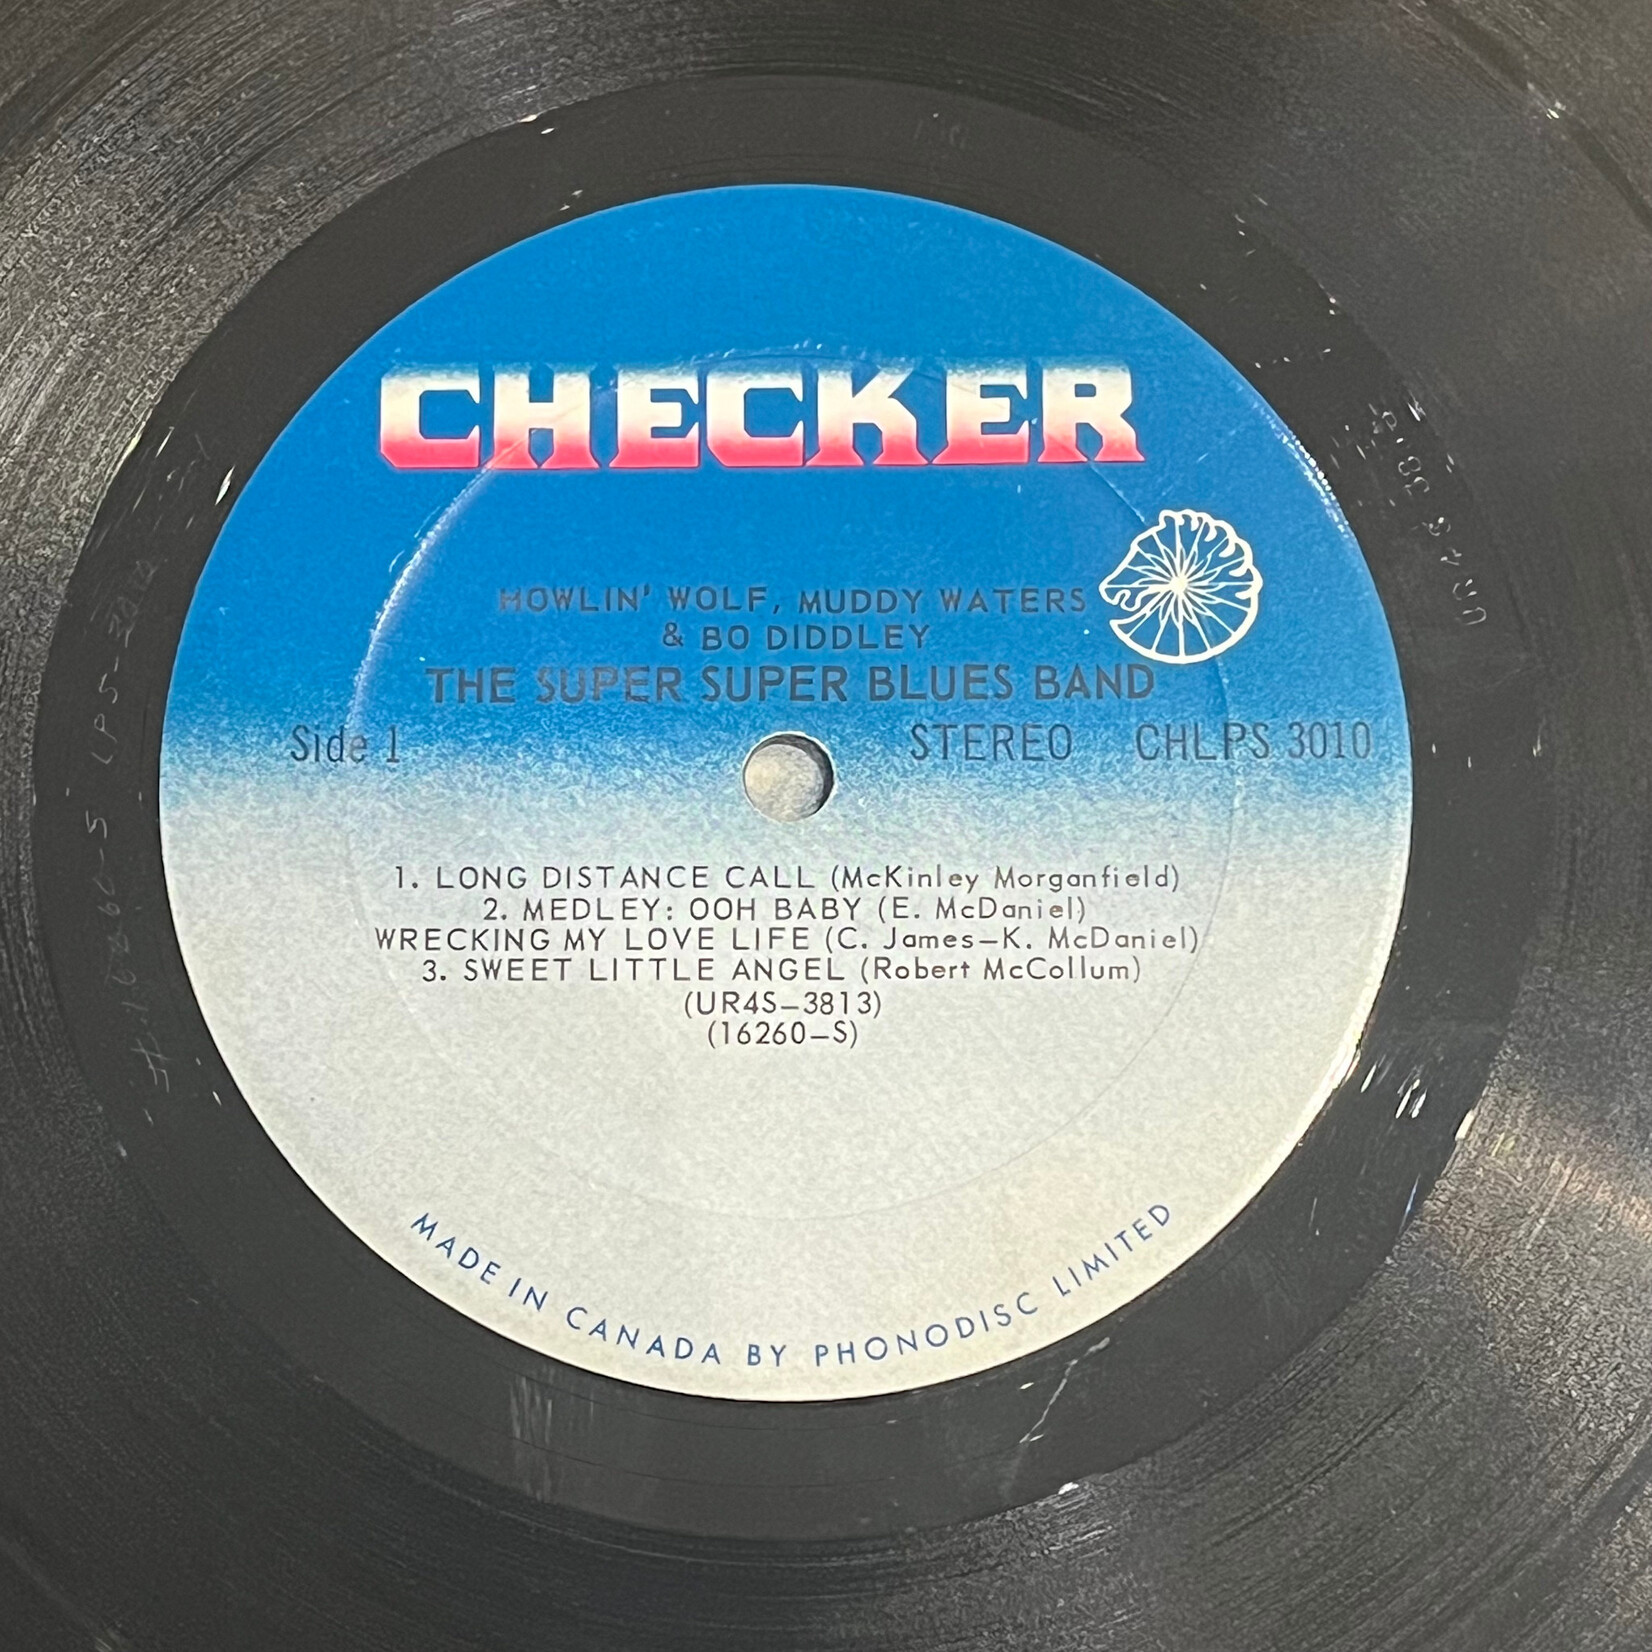 CHECKER
HOWLIN' WOLF, MUDDY WATERS
& BO DIDDLEY
THE SUPER SUPER BLUES BAND
Side 1 STEREO CHLPS 3010
1. LONG DISTANCE CALL (McKinley Morganfield)
2. MEDLEY: OOH BABY (E. McDaniel)
WRECKING MY LOVE LIFE (C. James-K. McDaniel)
3. SWEET LITTLE ANGEL (Robert McCollum)
(UR4S-3813)
(16260-S)
MADE IN CANADA BY PHONODISC LIMITED